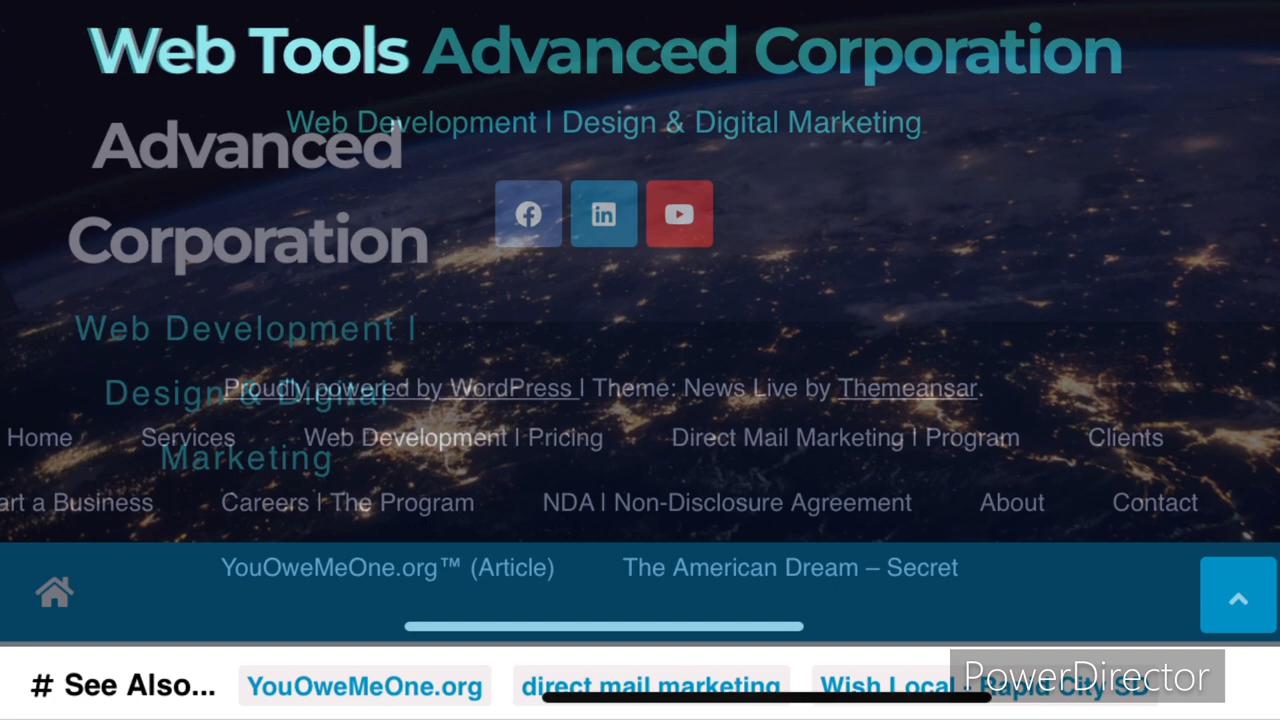 Web Tools Advanced Corporation
Web Development | Design & Digital Marketing
Advanced
Corporation
Web Development |
Design & Digital
Marketing
Proudly powered by WordPress | Theme: News Live by Themeansar.
Home Services Web Development | Pricing Direct Mail Marketing | Program Clients
art a Business Careers | The Program NDA | Non-Disclosure Agreement About Contact
YouOweMeOne.org™ (Article) The American Dream – Secret
# See Also... YouOweMeOne.org direct mail marketing Wish Local - Rapid City SD
PowerDirector